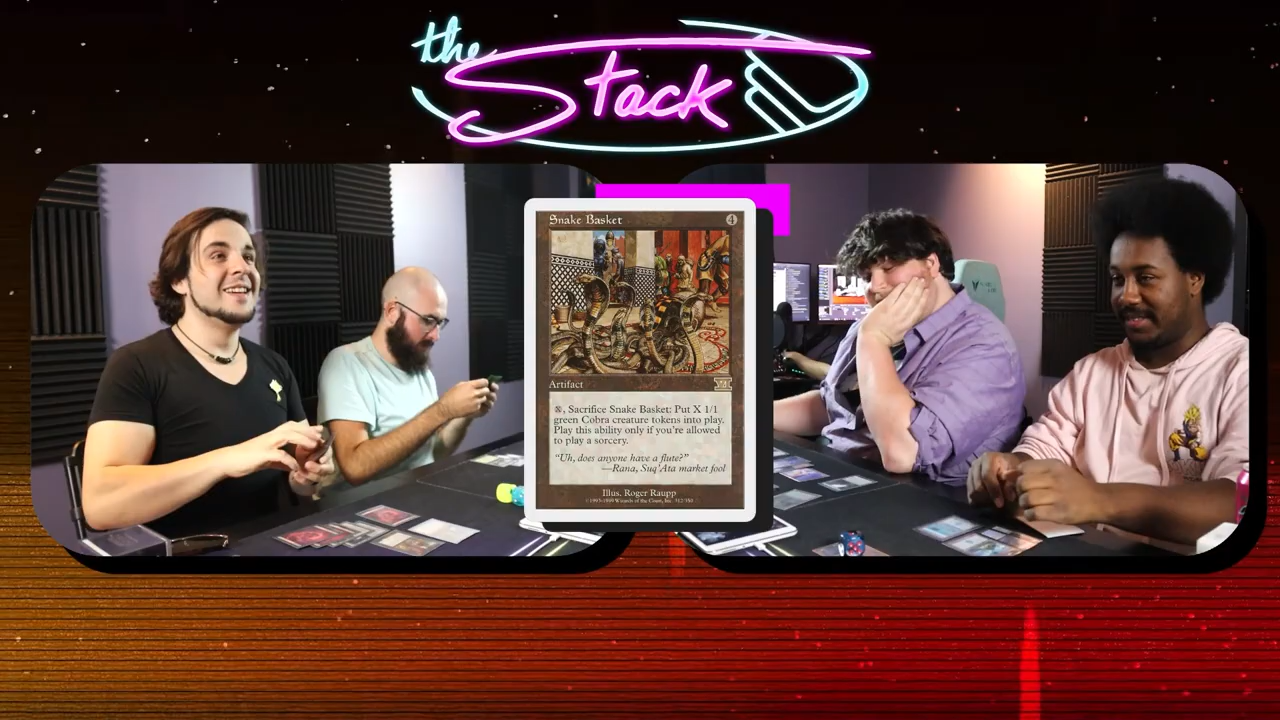 the
Stack
Snake Basket 4
Artifact
X, Sacrifice Snake Basket: Put X 1/1
green Cobra creature tokens into play.
Play this ability only if you're allowed
to play a sorcery.
"Uh, does anyone have a flute?"
—Rana, Suq'Ata market fool
Illus. Roger Raupp